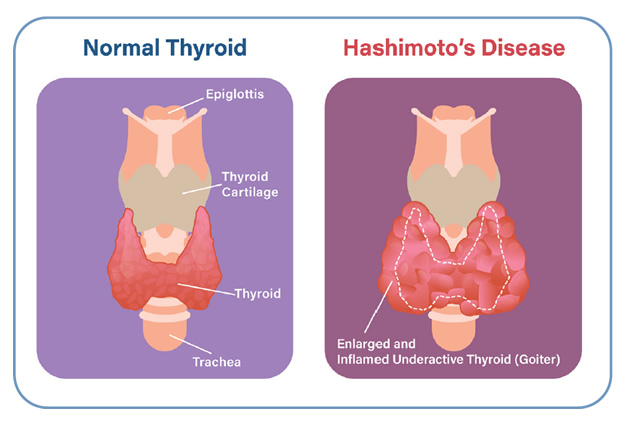 Normal Thyroid
Epiglottis
Thyroid
Cartilage
Thyroid
Trachea
Hashimoto's Disease
Enlarged and
Inflamed Underactive Thyroid (Goiter)